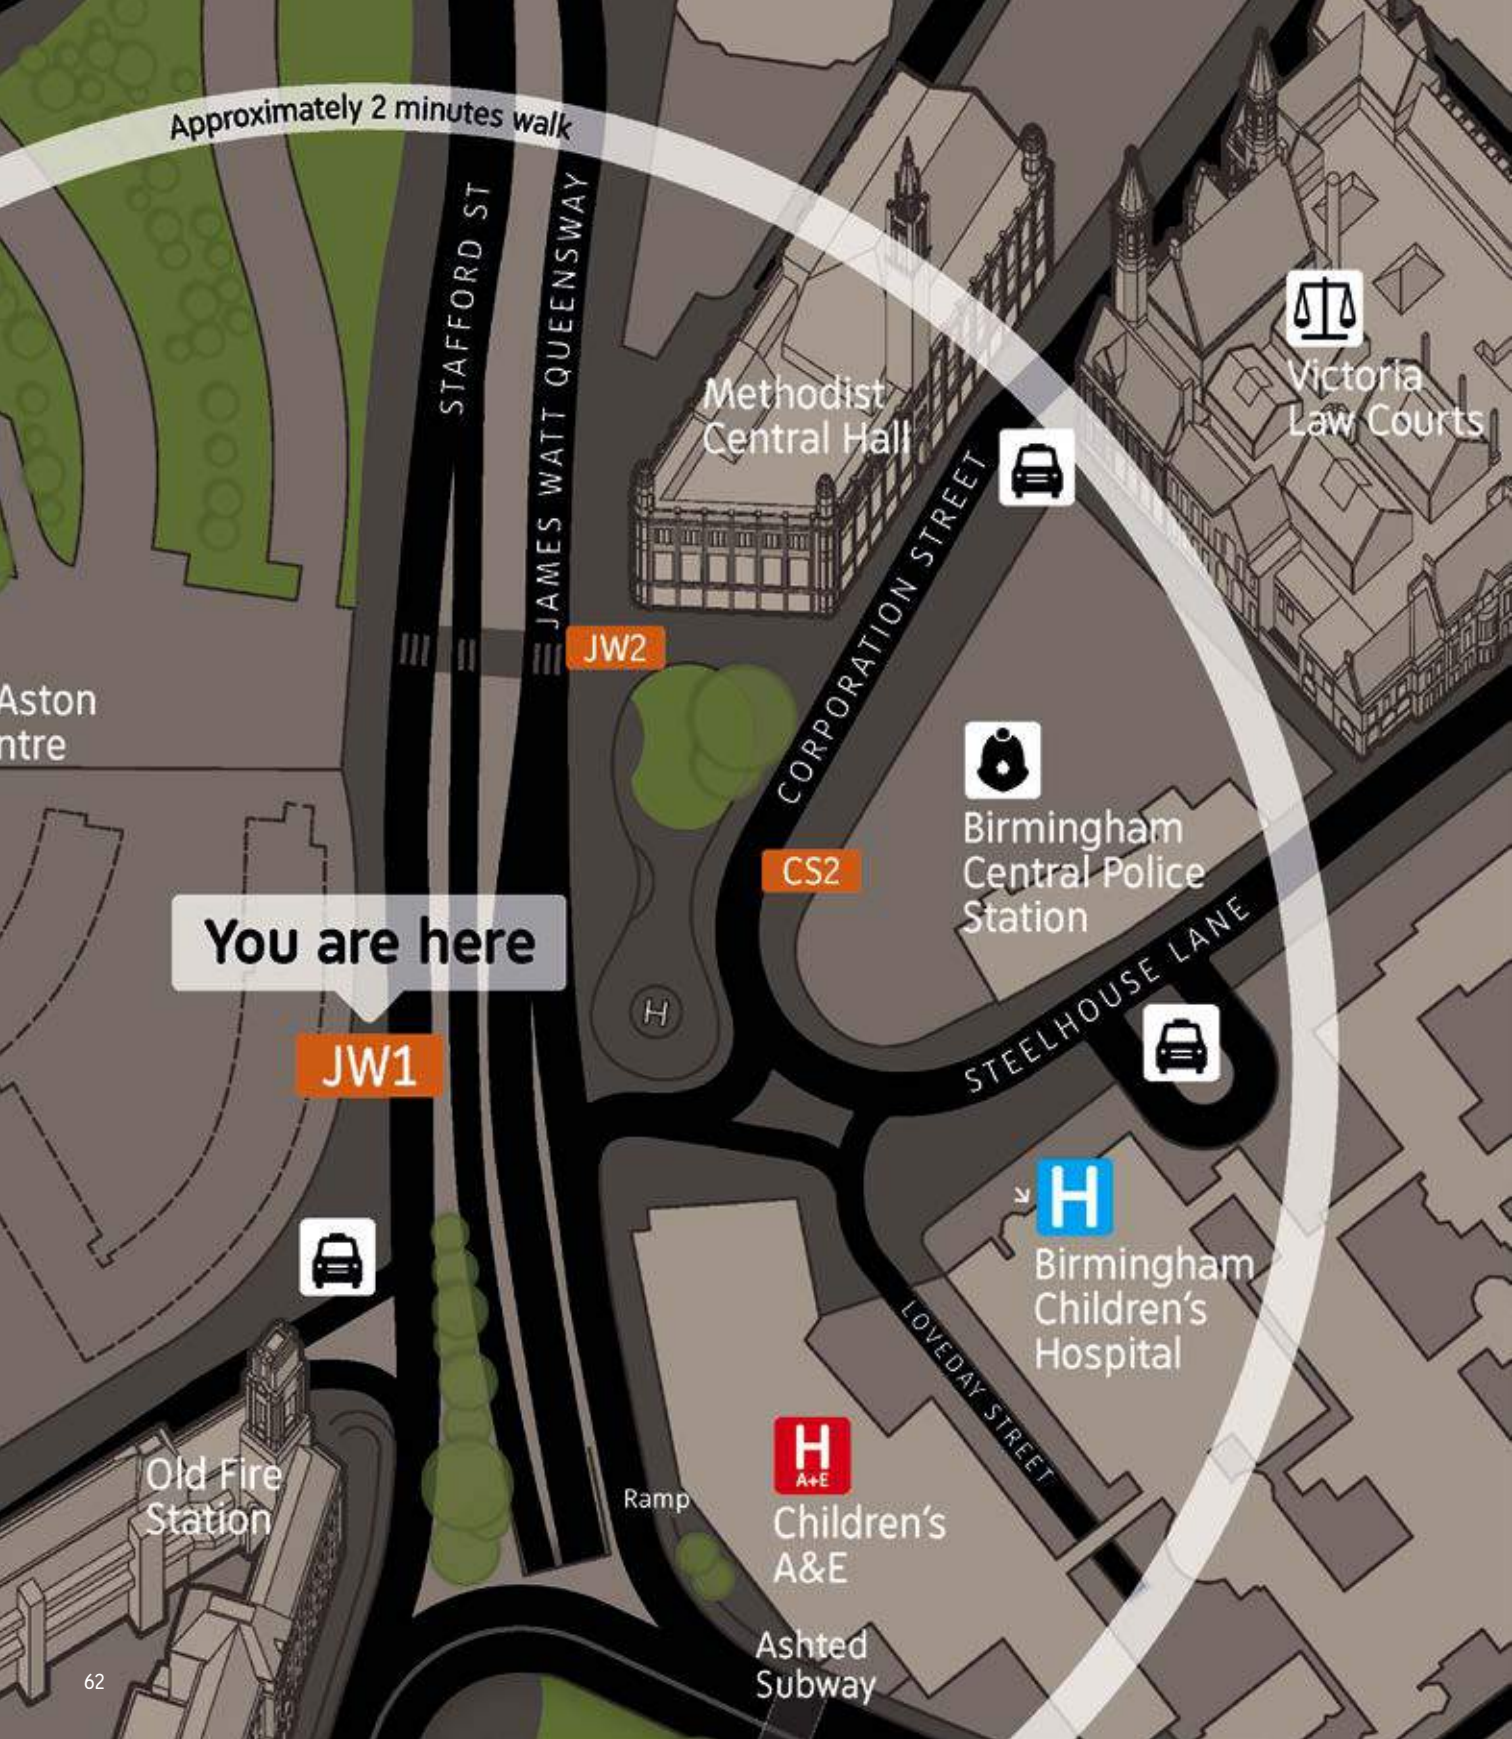 Approximately 2 minutes walk
STAFFORD ST
JAMES WATT QUEENSWAY
Methodist
Central Hall
Victoria
Law Courts
CORPORATION STREET
JW2
Aston
ntre
Birmingham
Central Police
Station
CS2
You are here
STEELHOUSE LANE
H
JW1
H
Birmingham
Children's
Hospital
LOVEDAY STREET
Old Fire
Station
Ramp
H
A+E
Children's
A&E
Ashted
Subway
62